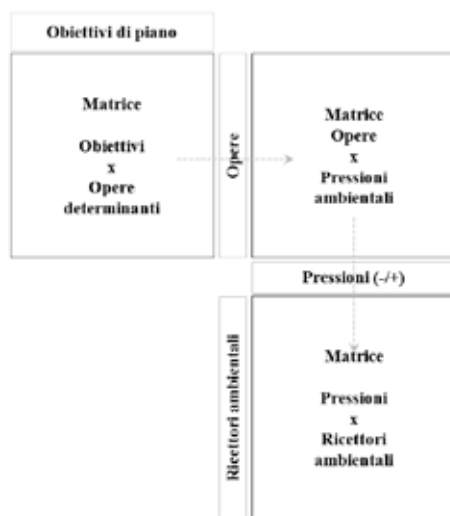 Obiettivi di piano
Matrice
Obiettivi
x
Opere
determinanti
Opere
Matrice
Opere
x
Pressioni
ambientali
Pressioni (-/+)
Ricettori ambientali
Matrice
Pressioni
x
Ricettori
ambientali